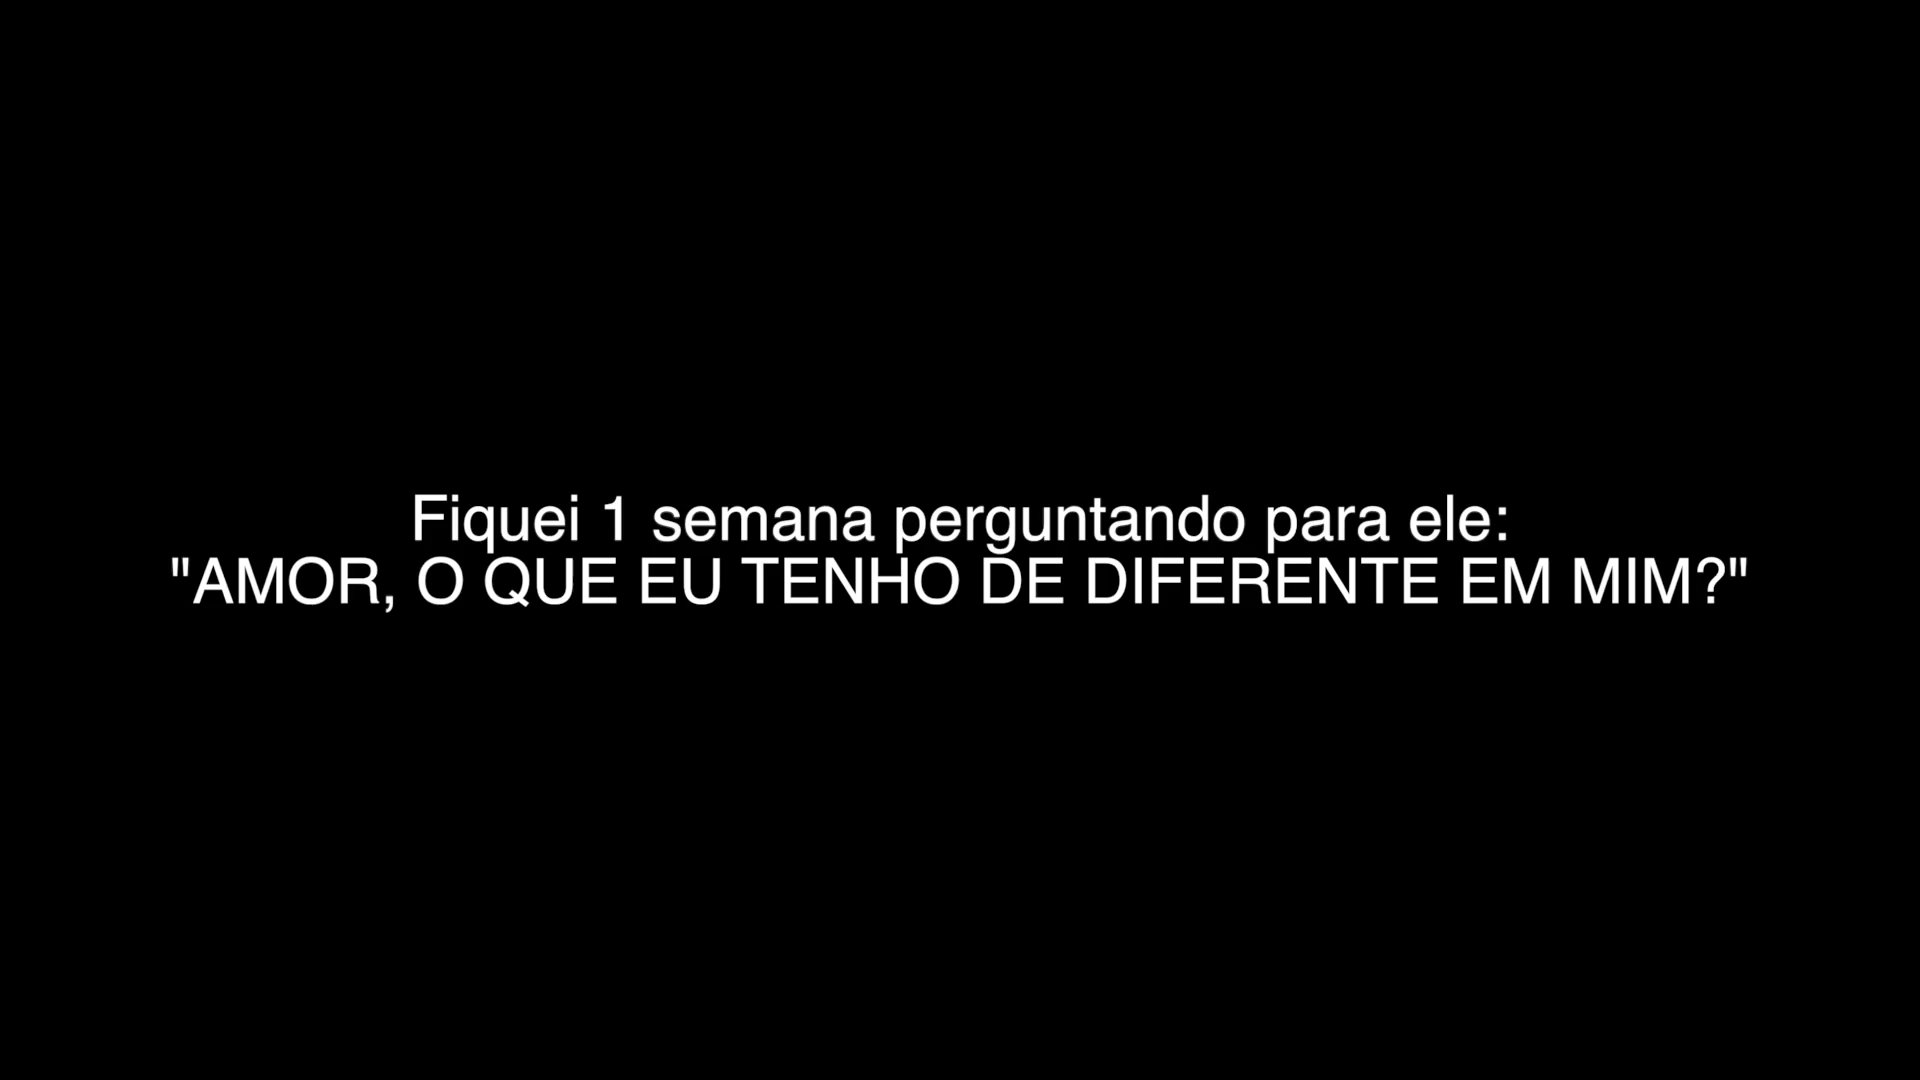 Fiquei 1 semana perguntando para ele:
"AMOR, O QUE EU TENHO DE DIFERENTE EM MIM?"